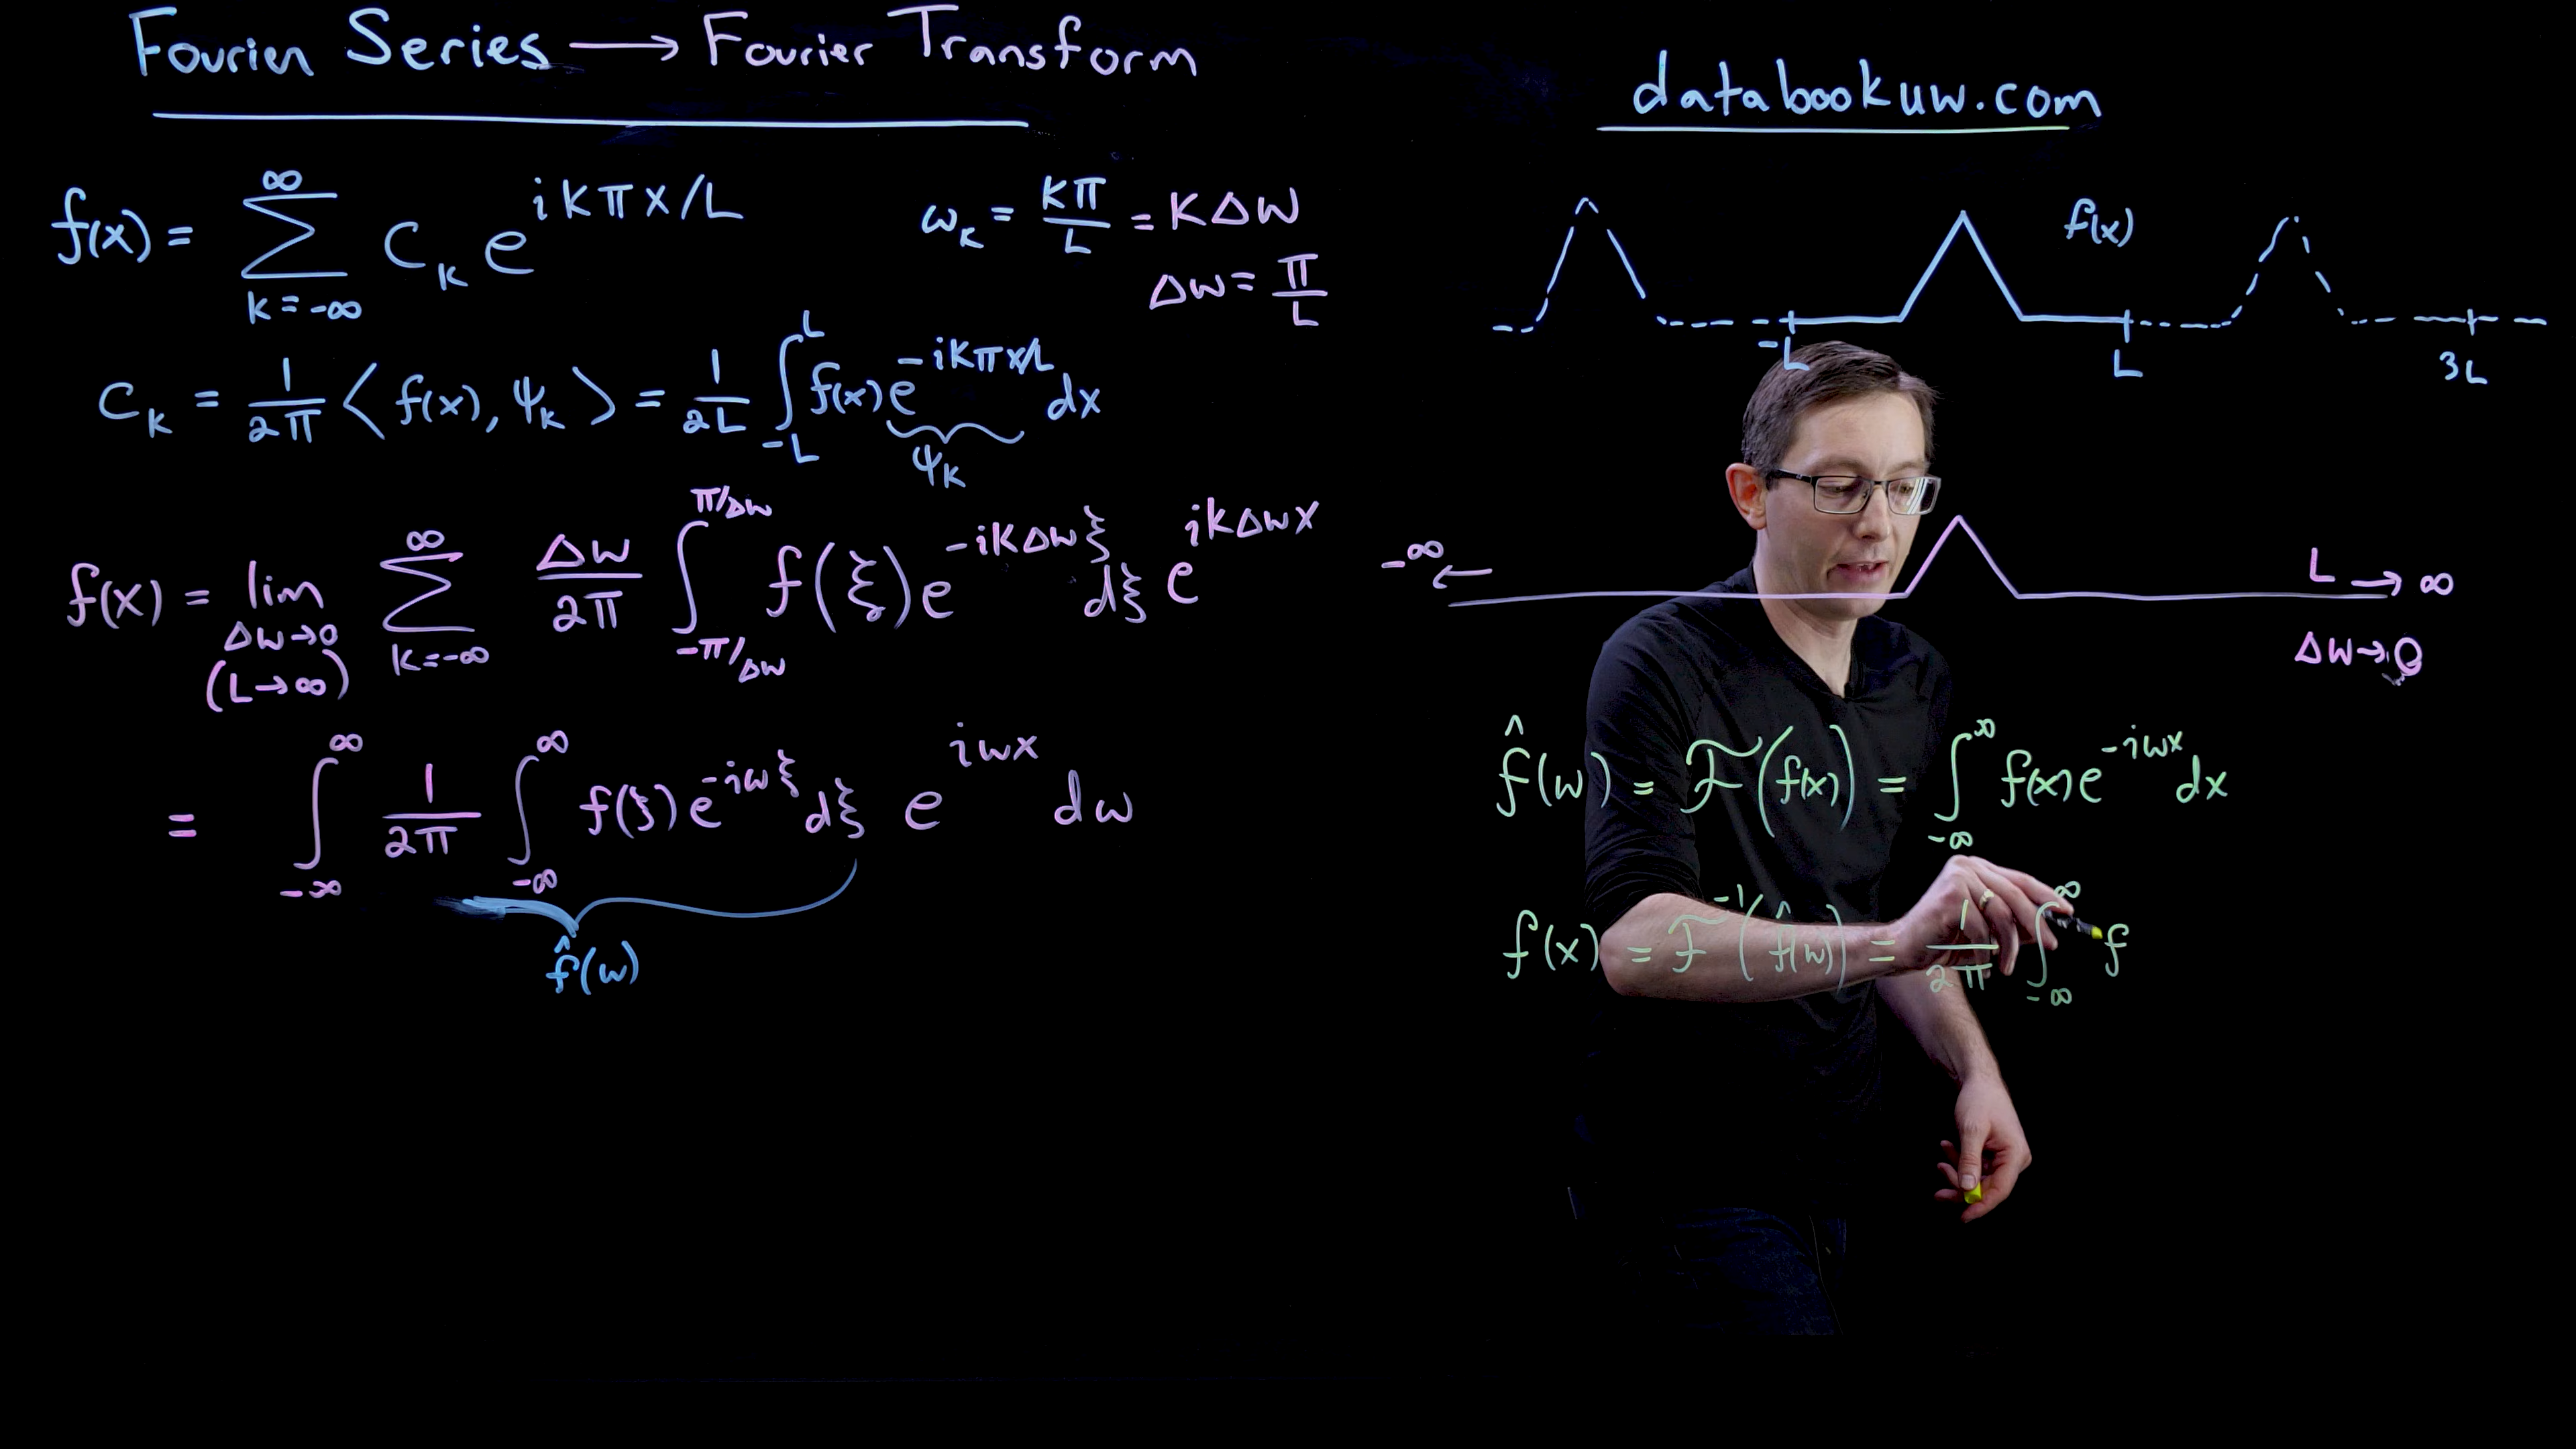 Fourier Series → Fourier Transform
f(x) = ∑_{k=-∞}^{∞} C_k e^{ikπx/L}
ω_k = kπ/L = kΔω
Δω = π/L
C_k = 1/2π ⟨f(x), ψ_k⟩ = 1/2L ∫_{-L}^{L} f(x) e^{-ikπx/L} dx
ψ_k
f(x) = lim_{Δω→0 (L→∞)} ∑_{k=-∞}^{∞} Δω/2π ∫_{-π/Δω}^{π/Δω} f(ξ) e^{-ikΔωξ} dξ e^{ikΔωx}
= ∫_{-∞}^{∞} 1/2π ∫_{-∞}^{∞} f(ξ) e^{-iωξ} dξ e^{iωx} dω
f̂(ω)
databookuw.com
f(x)
-L L 3L
-∞ ← L → ∞
Δω→0
f̂(ω) = F(f(x)) = ∫_{-∞}^{∞} f(x) e^{-iωx} dx
f(x) = F^{-1}(f̂(ω)) = 1/2π ∫_{-∞}^{∞} f